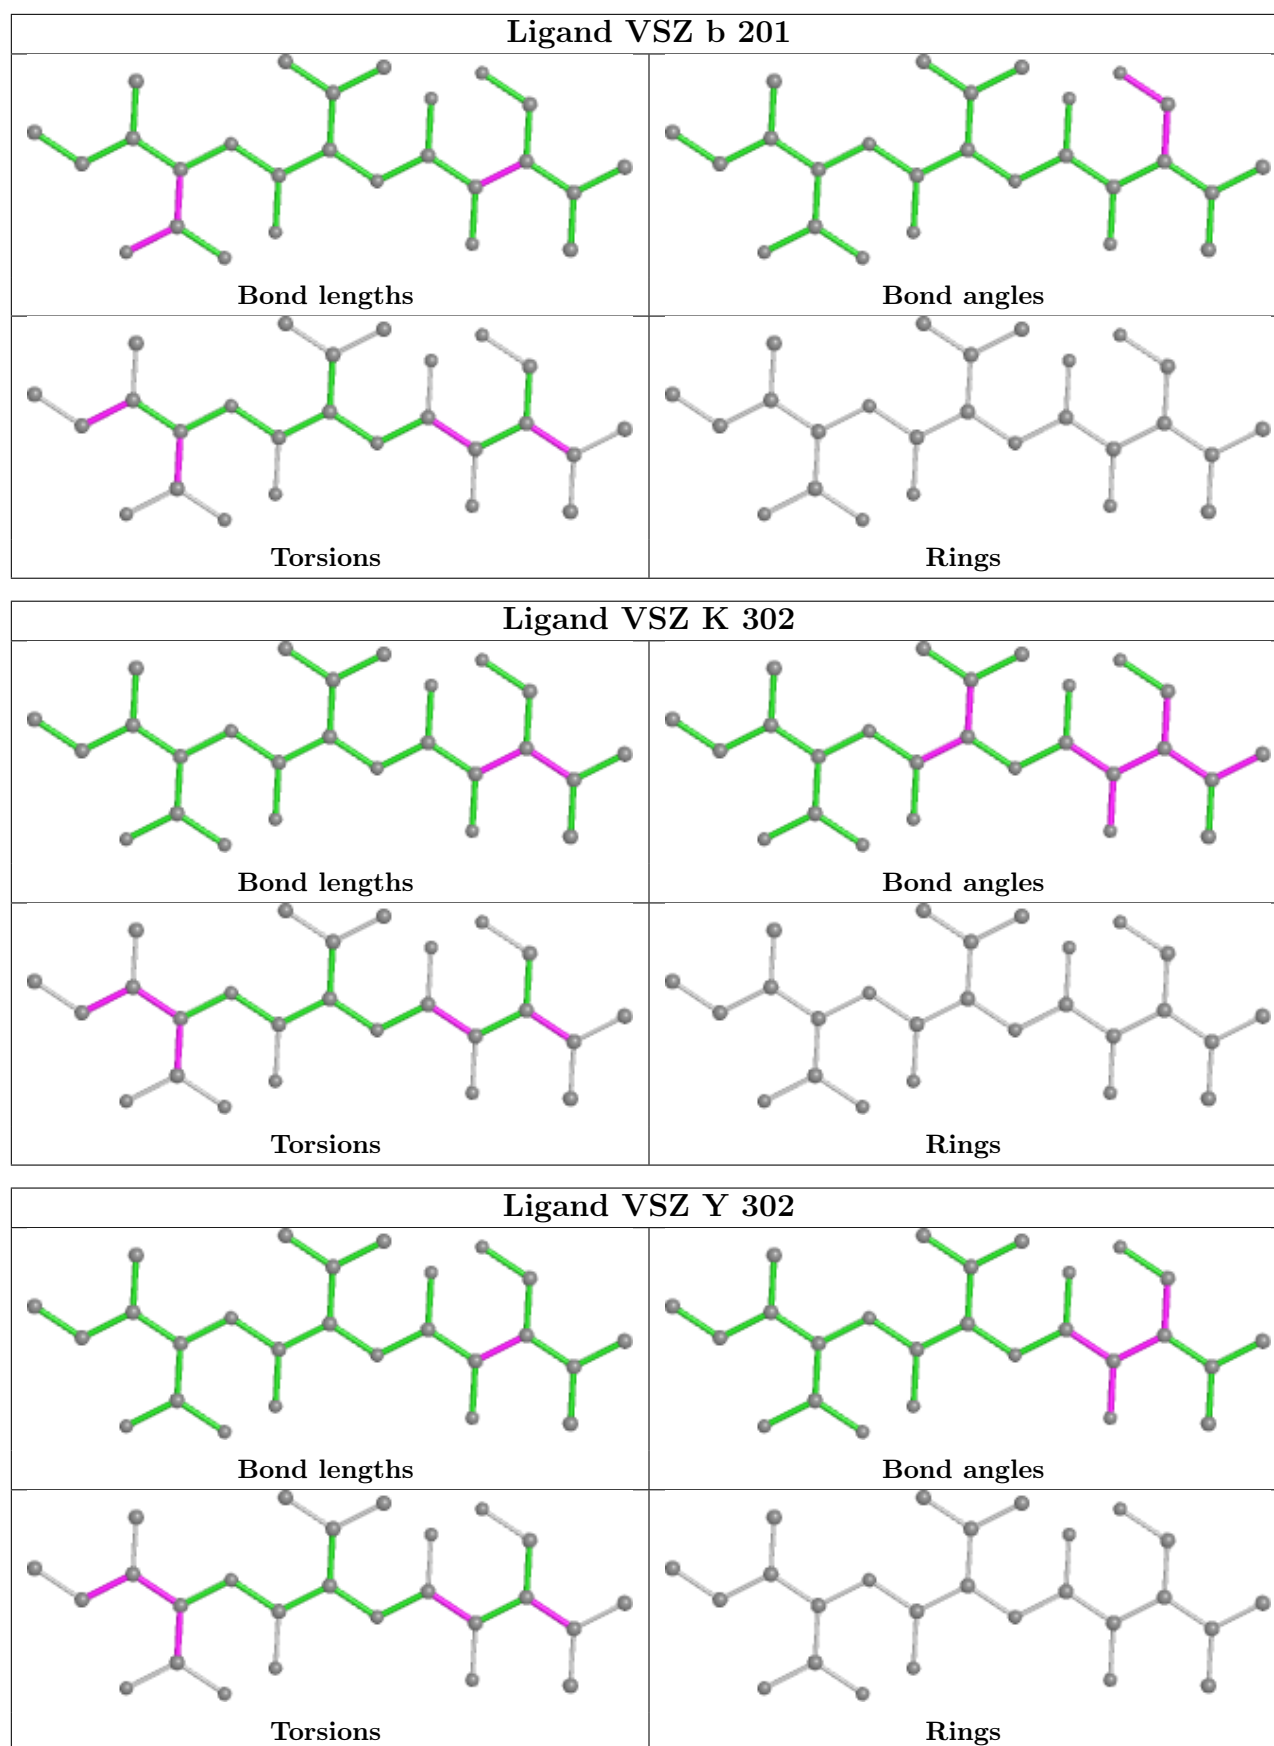 Ligand VSZ b 201
Bond lengths
Bond angles
Torsions
Rings
Ligand VSZ K 302
Bond lengths
Bond angles
Torsions
Rings
Ligand VSZ Y 302
Bond lengths
Bond angles
Torsions
Rings